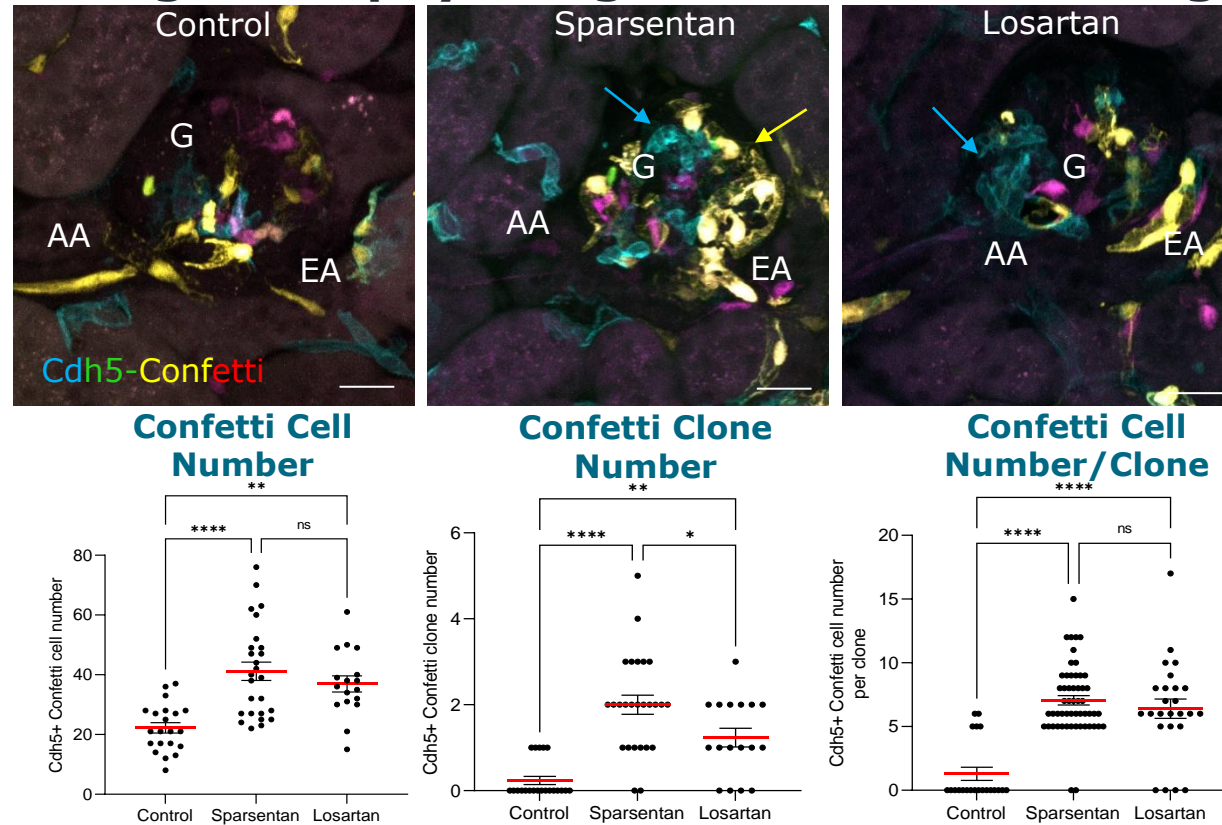 Control
G
AA
EA
Cdh5-Confetti
Sparsentan
G
AA
EA
Losartan
G
AA
EA
Confetti Cell
Number
**
****
ns
80
60
40
20
0
Cdh5+ Confetti cell number
Control Sparsentan Losartan
Confetti Clone
Number
**
****
*
6
4
2
0
Cdh5+ Confetti clone number
Control Sparsentan Losartan
Confetti Cell
Number/Clone
****
****
ns
20
15
10
5
0
Cdh5+ Confetti cell number
per clone
Control Sparsentan Losartan